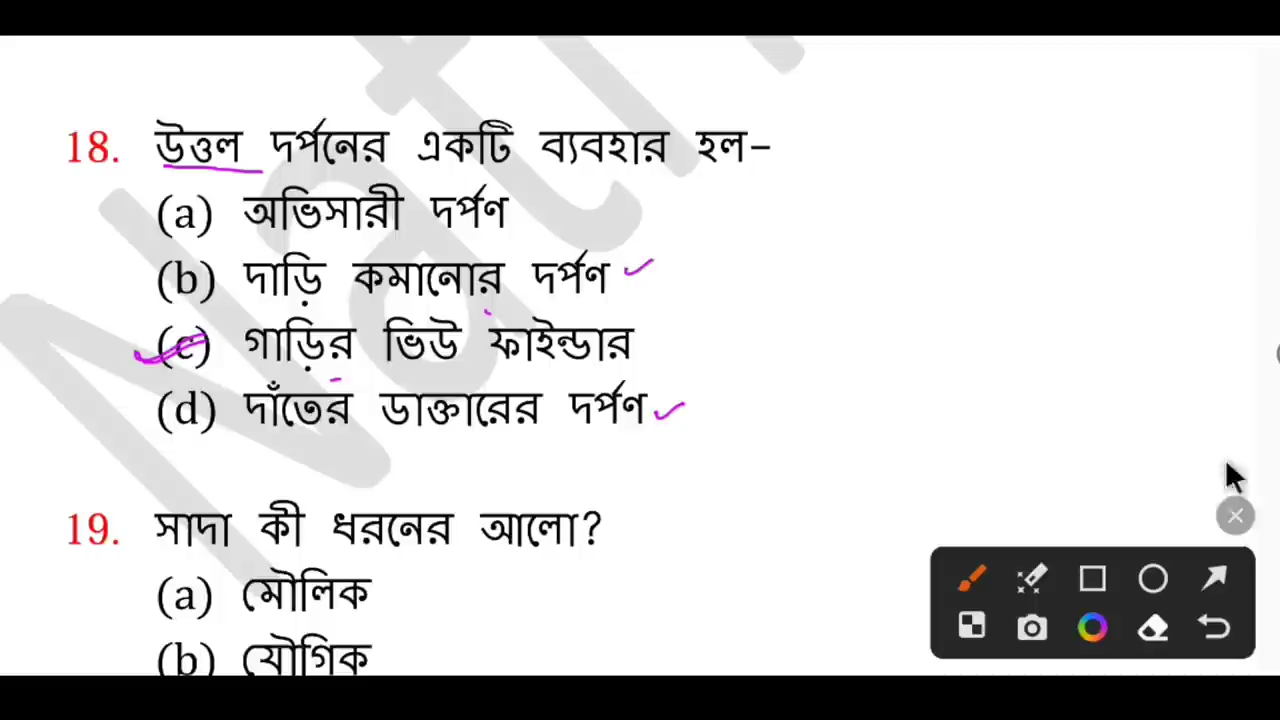 18. উত্তল দর্পনের একটি ব্যবহার হল–
(a) অভিসারী দর্পণ
(b) দাড়ি কমানোর দর্পণ
(c) গাড়ির ভিউ ফাইন্ডার
(d) দাঁতের ডাক্তারের দর্পণ
19. সাদা কী ধরনের আলো?
(a) মৌলিক
(b) যৌগিক